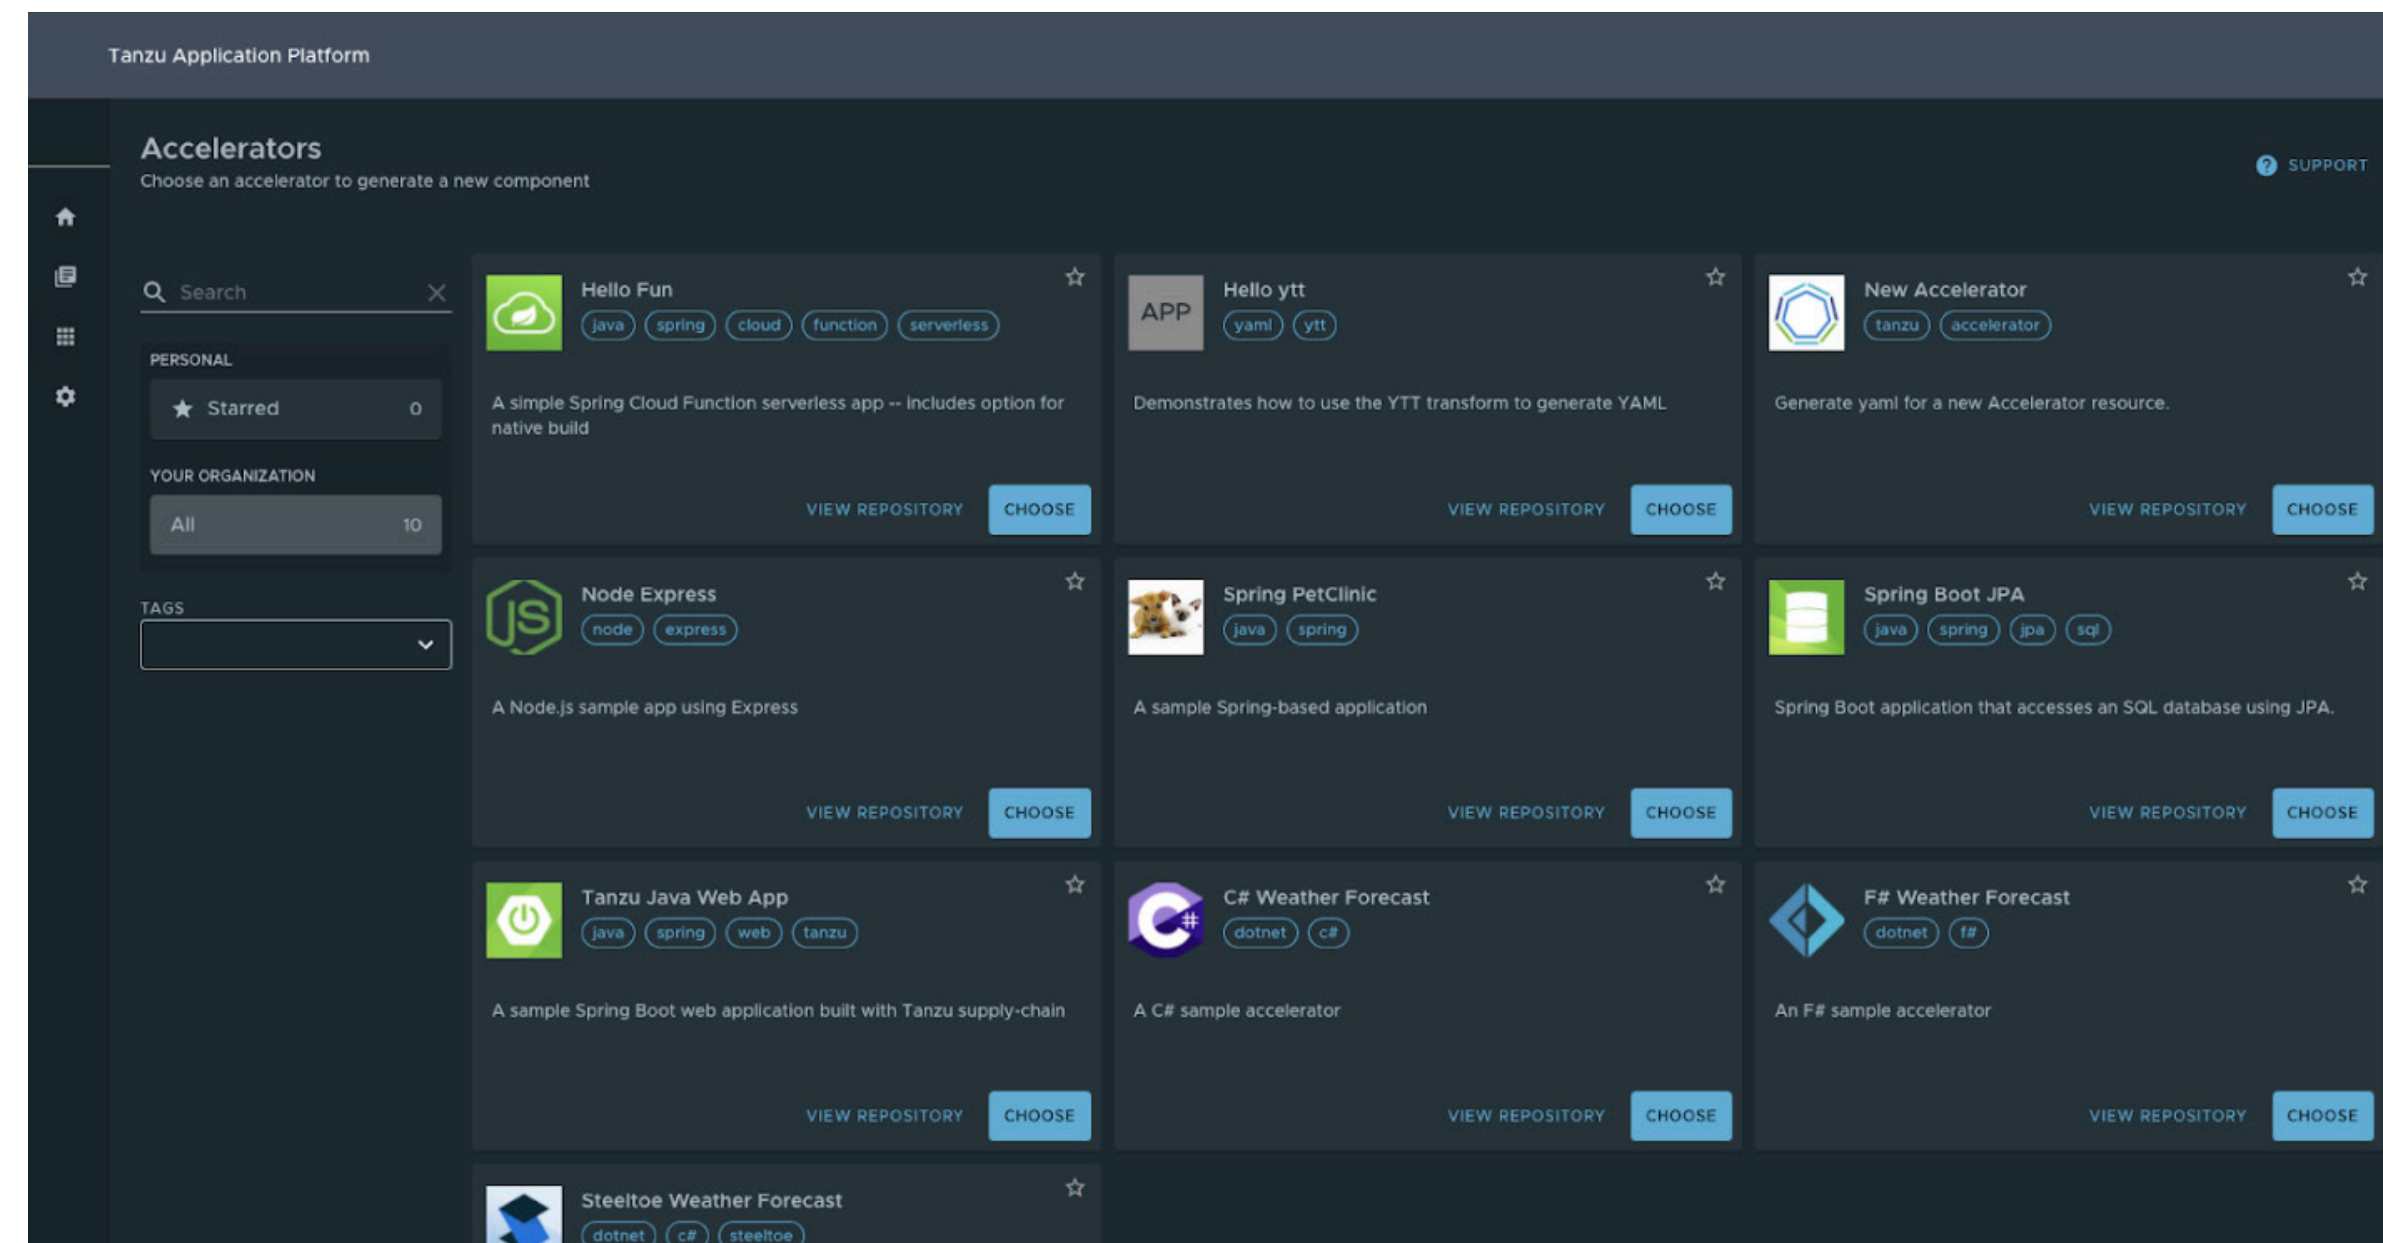 Tanzu Application Platform
Accelerators
Choose an accelerator to generate a new component
SUPPORT
Search
PERSONAL
Starred 0
YOUR ORGANIZATION
All 10
TAGS
Hello Fun
java spring cloud function serverless
A simple Spring Cloud Function serverless app -- includes option for
native build
VIEW REPOSITORY CHOOSE
APP
Hello ytt
yaml ytt
Demonstrates how to use the YTT transform to generate YAML
VIEW REPOSITORY CHOOSE
New Accelerator
tanzu accelerator
Generate yaml for a new Accelerator resource.
VIEW REPOSITORY CHOOSE
JS
Node Express
node express
A Node.js sample app using Express
VIEW REPOSITORY CHOOSE
Spring PetClinic
java spring
A sample Spring-based application
VIEW REPOSITORY CHOOSE
Spring Boot JPA
java spring jpa sql
Spring Boot application that accesses an SQL database using JPA.
VIEW REPOSITORY CHOOSE
Tanzu Java Web App
java spring web tanzu
A sample Spring Boot web application built with Tanzu supply-chain
VIEW REPOSITORY CHOOSE
C#
C# Weather Forecast
dotnet c#
A C# sample accelerator
VIEW REPOSITORY CHOOSE
F# Weather Forecast
dotnet f#
An F# sample accelerator
VIEW REPOSITORY CHOOSE
Steeltoe Weather Forecast
dotnet c# steeltoe